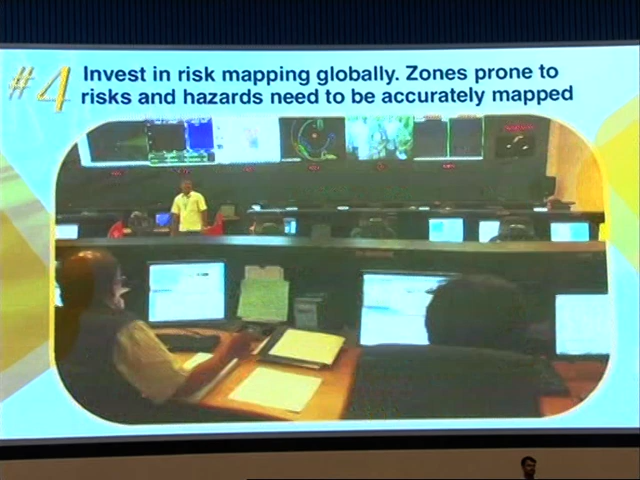 #4
Invest in risk mapping globally. Zones prone to
risks and hazards need to be accurately mapped